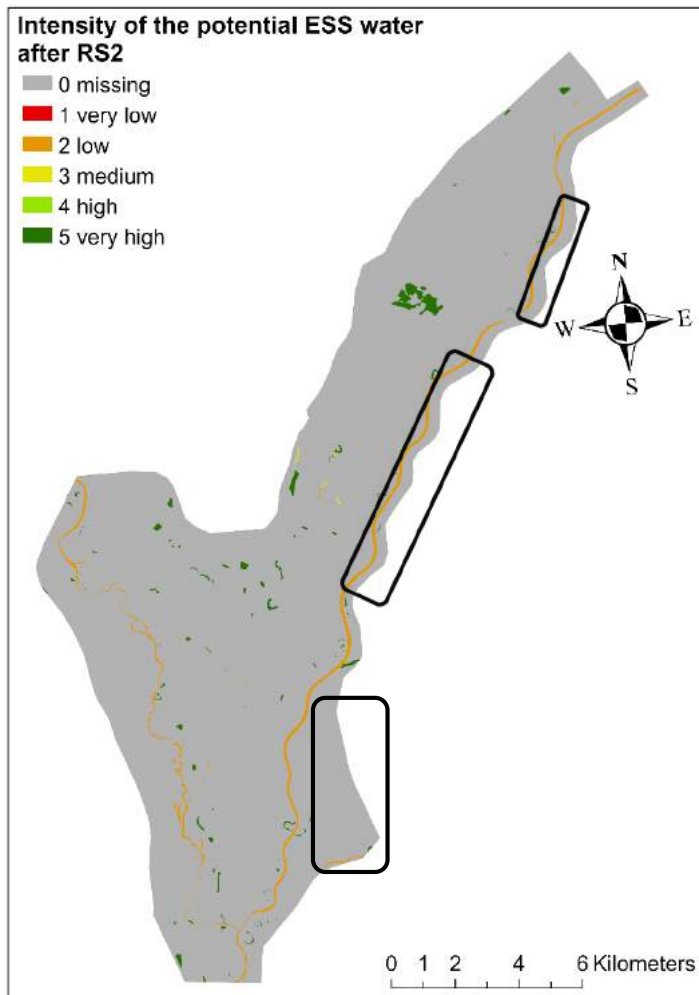 Intensity of the potential ESS water
after RS2
0 missing
1 very low
2 low
3 medium
4 high
5 very high
N
W E
S
0 1 2 4 6 Kilometers